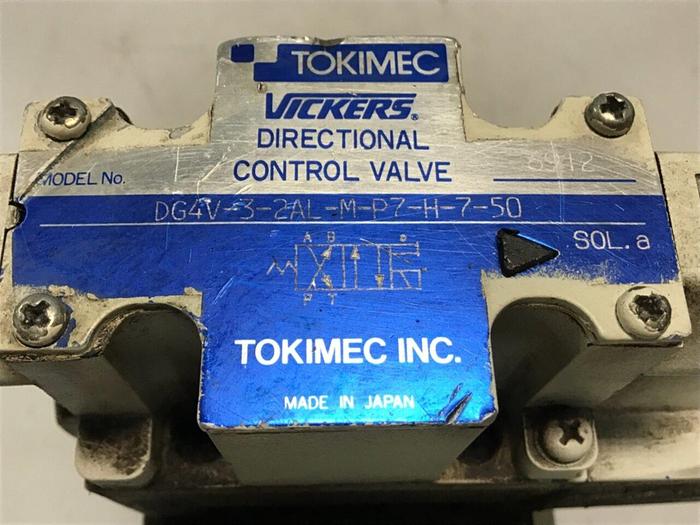 TOKIMEC
VICKERS®
DIRECTIONAL
CONTROL VALVE
MODEL No.
DG4V-3-2AL-M-P7-H-7-50
A B
SOL.a
P T
TOKIMEC INC.
MADE IN JAPAN